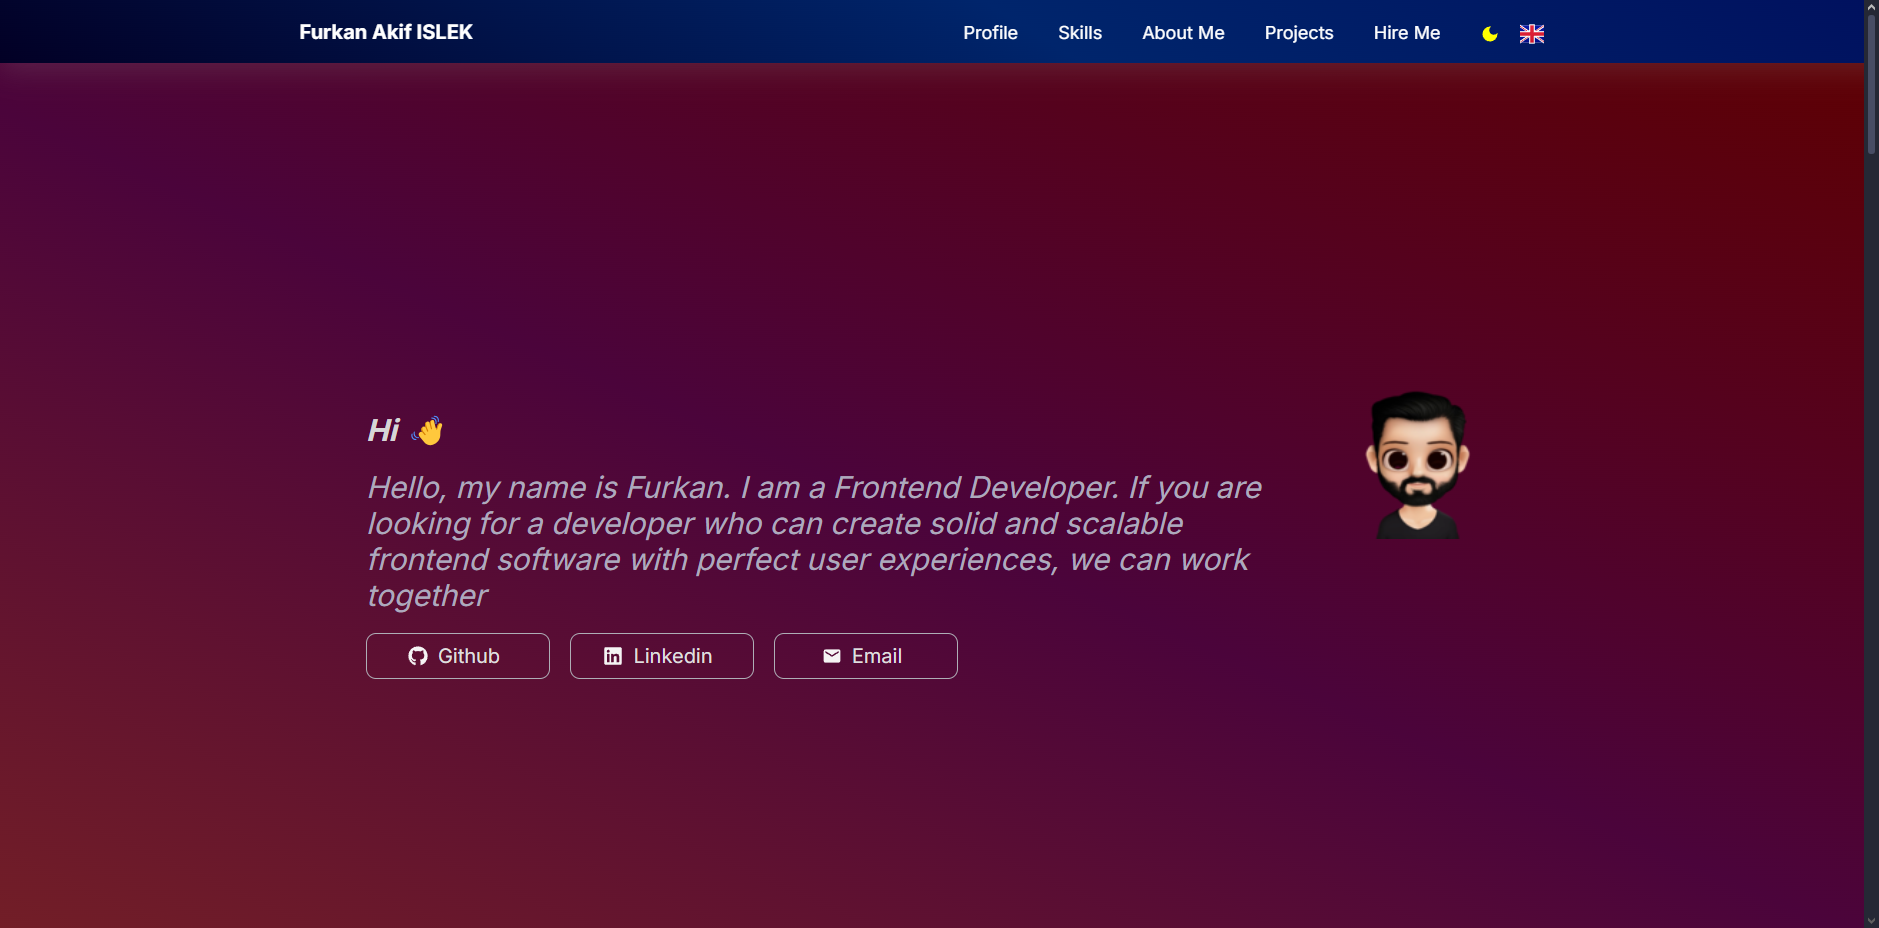 Furkan Akif ISLEK
Profile
Skills
About Me
Projects
Hire Me
Hi 👋
Hello, my name is Furkan. I am a Frontend Developer. If you are
looking for a developer who can create solid and scalable
frontend software with perfect user experiences, we can work
together
Github
Linkedin
Email